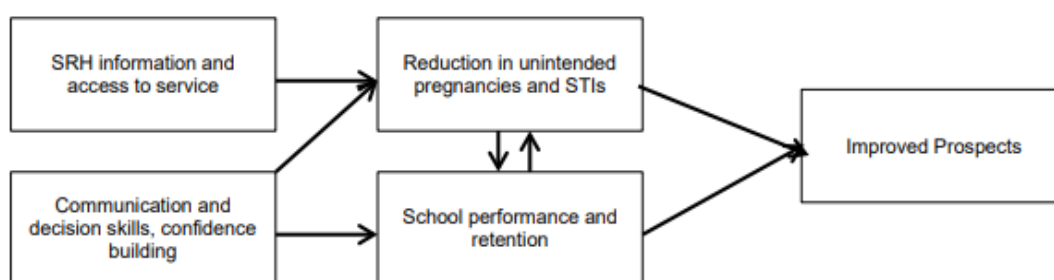 SRH information and
access to service
Reduction in unintended
pregnancies and STIs
Improved Prospects
Communication and
decision skills, confidence
building
School performance and
retention